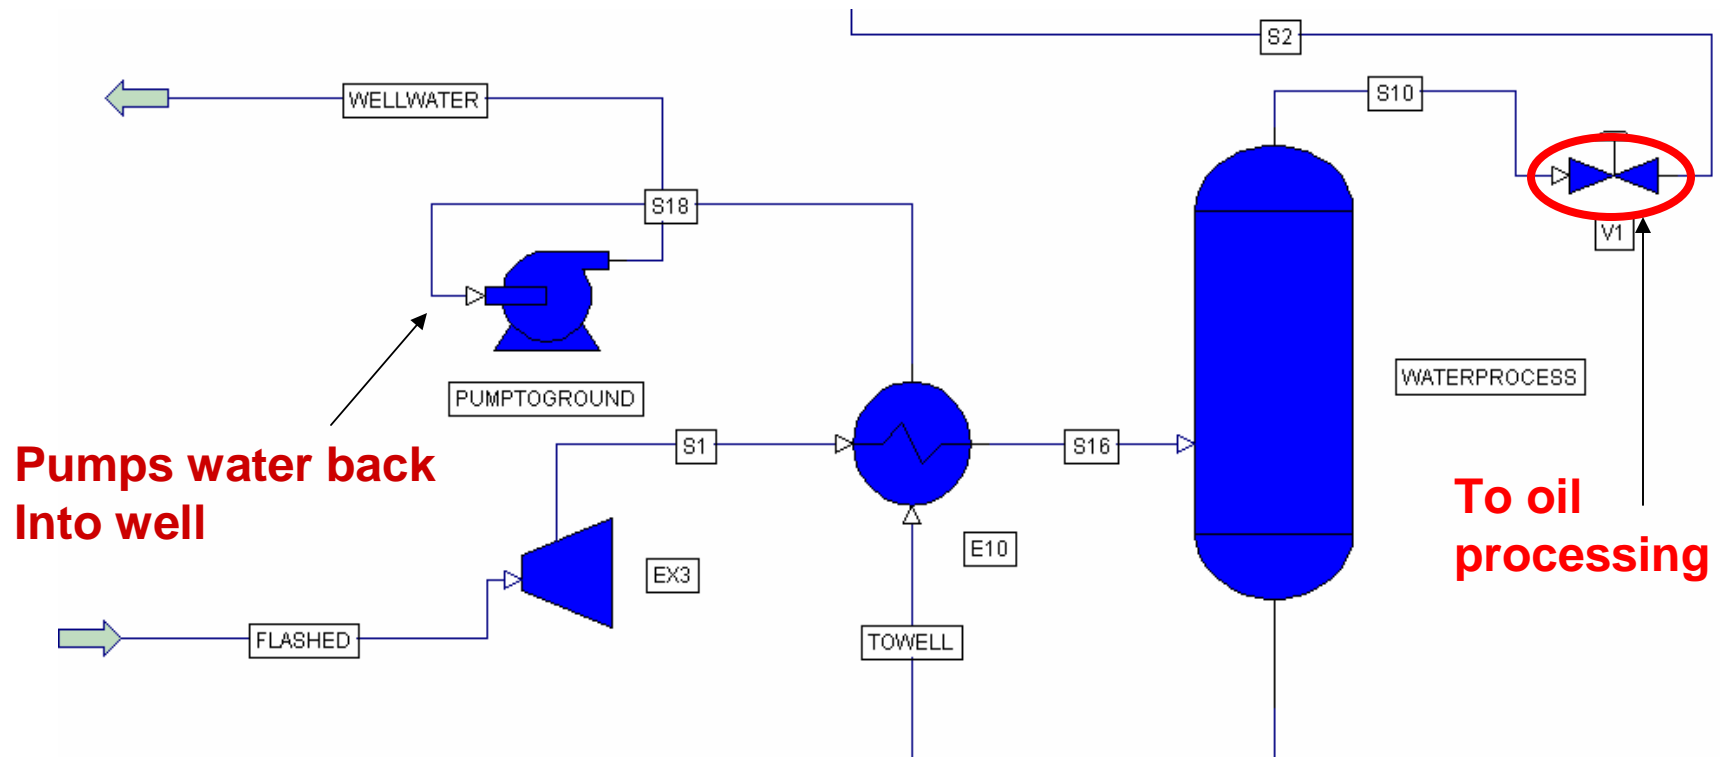 S2
S10
WELLWATER
S18
V1
WATERPROCESS
PUMPTOGROUND
S1
S16
Pumps water back
Into well
To oil
processing
E10
EX3
FLASHED
TOWELL